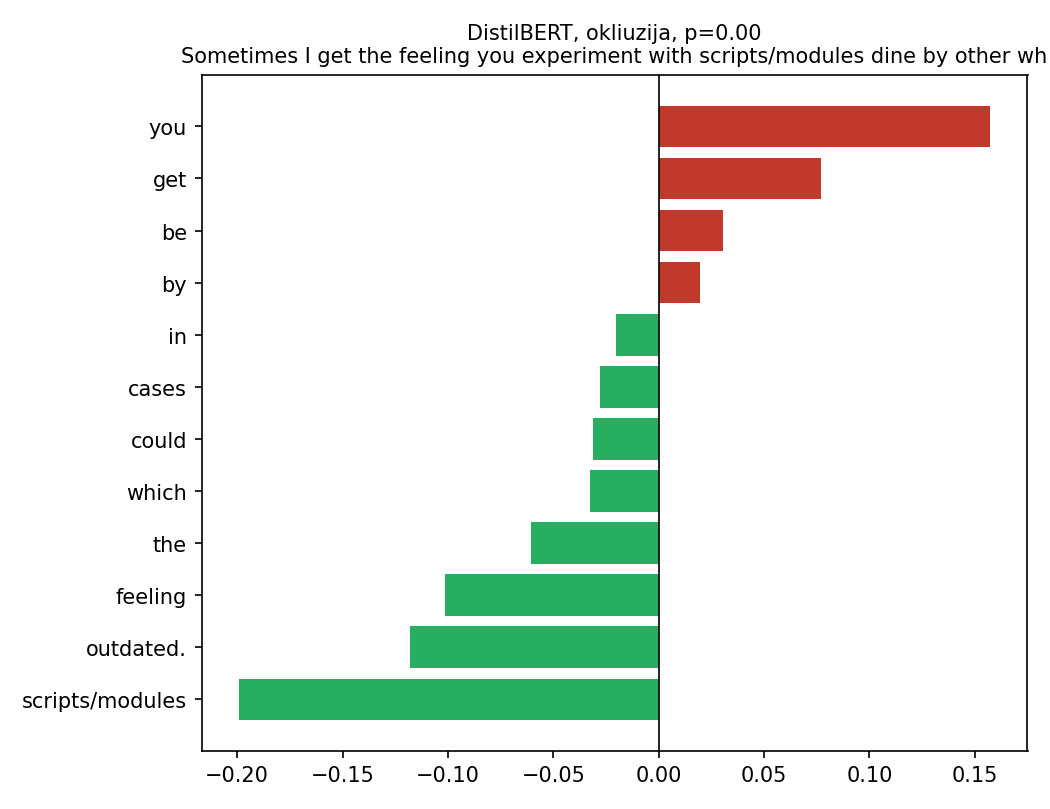 DistilBERT, okliuzija, p=0.00
Sometimes I get the feeling you experiment with scripts/modules dine by other wh
you
get
be
by
in
cases
could
which
the
feeling
outdated.
scripts/modules
−0.20 −0.15 −0.10 −0.05 0.00 0.05 0.10 0.15